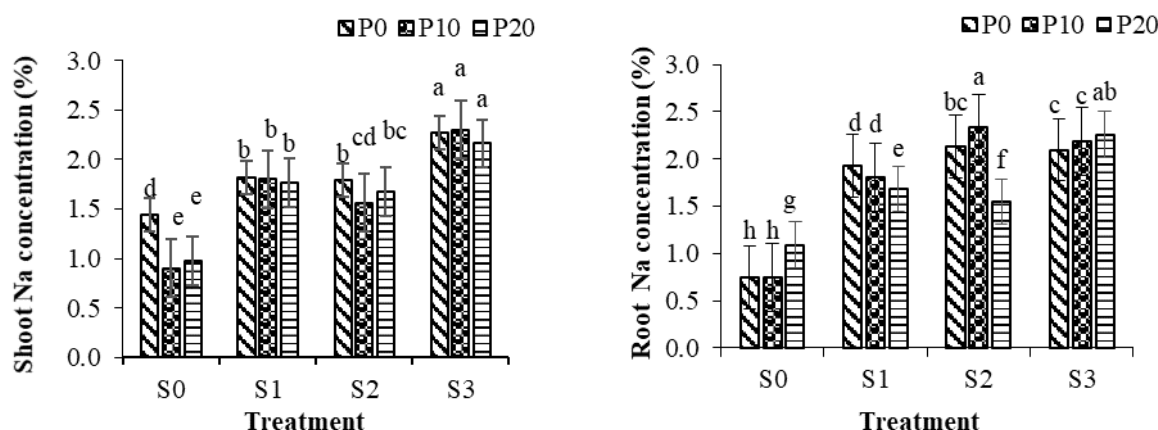 P0 P10 P20
Shoot Na concentration (%)
3.0
2.5
2.0
1.5
1.0
0.5
0.0
d e e
b b b
b cd bc
a a a
S0 S1 S2 S3
Treatment
P0 P10 P20
Root Na concentration (%)
3.0
2.5
2.0
1.5
1.0
0.5
0.0
h h g
d d e
bc a f
c c ab
S0 S1 S2 S3
Treatment